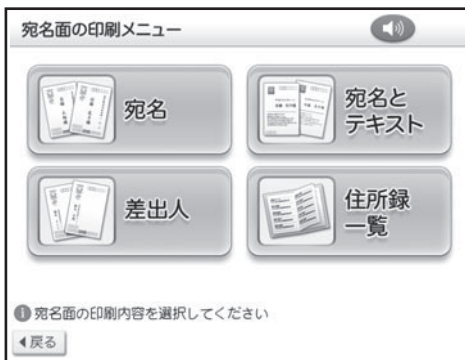 宛名面の印刷メニュー
宛名
宛名と
テキスト
差出人
住所録
一覧
宛名面の印刷内容を選択してください
戻る